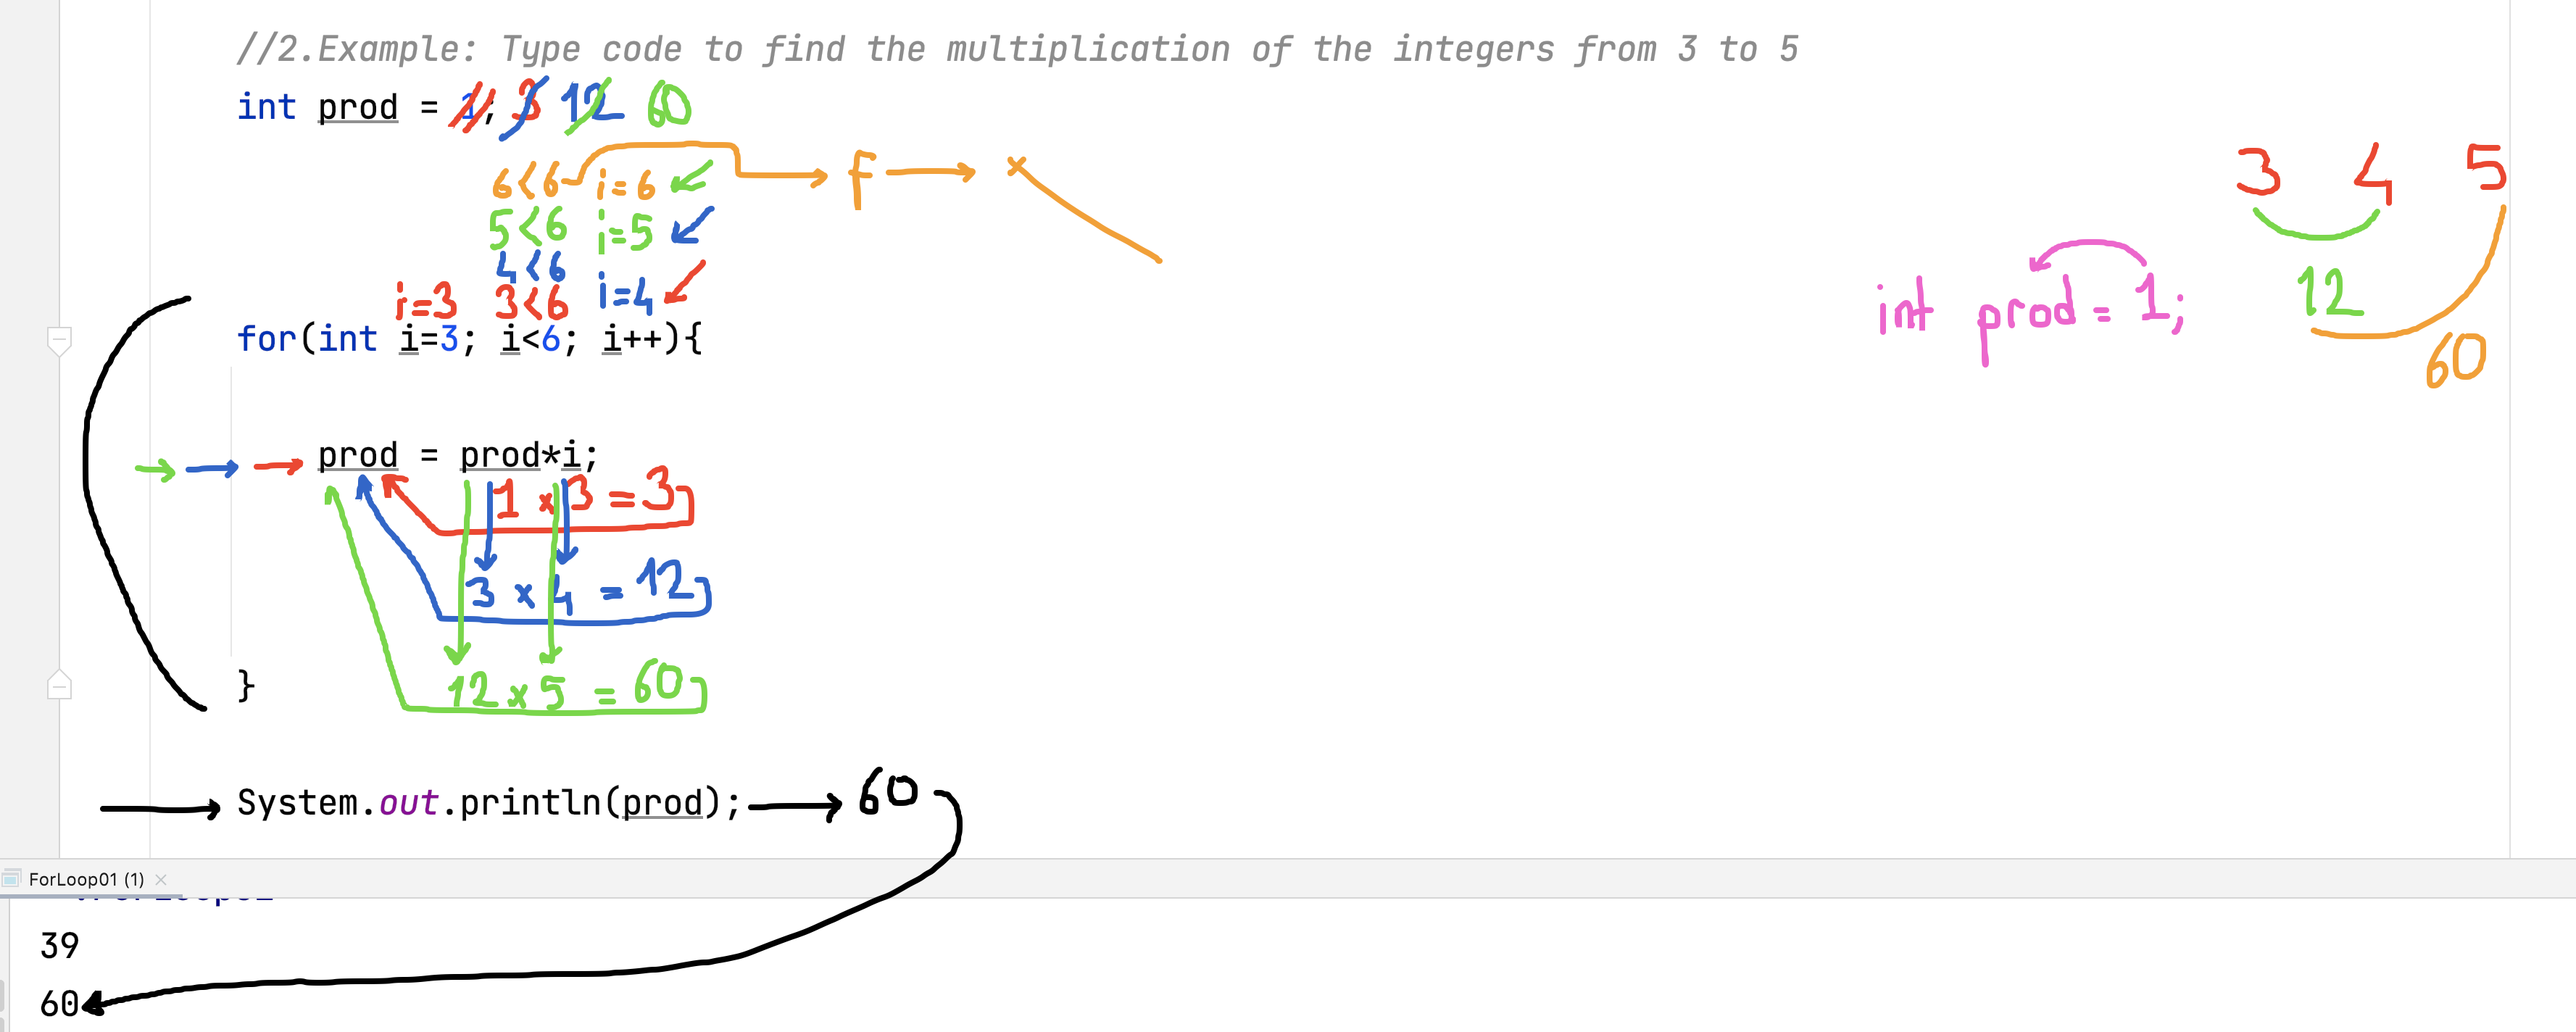 //2.Example: Type code to find the multiplication of the integers from 3 to 5
int prod = 1; 3 12 60
6<6 i=6 F x
5<6 i=5
4<6
i=3 3<6 i=4
for(int i=3; i<6; i++){
prod = prod*i;
1 x 3 = 3
3 x 4 = 12
12 x 5 = 60
}
System.out.println(prod); 60
3 4 5
12
int prod = 1;
60
ForLoop01 (1)
39
60